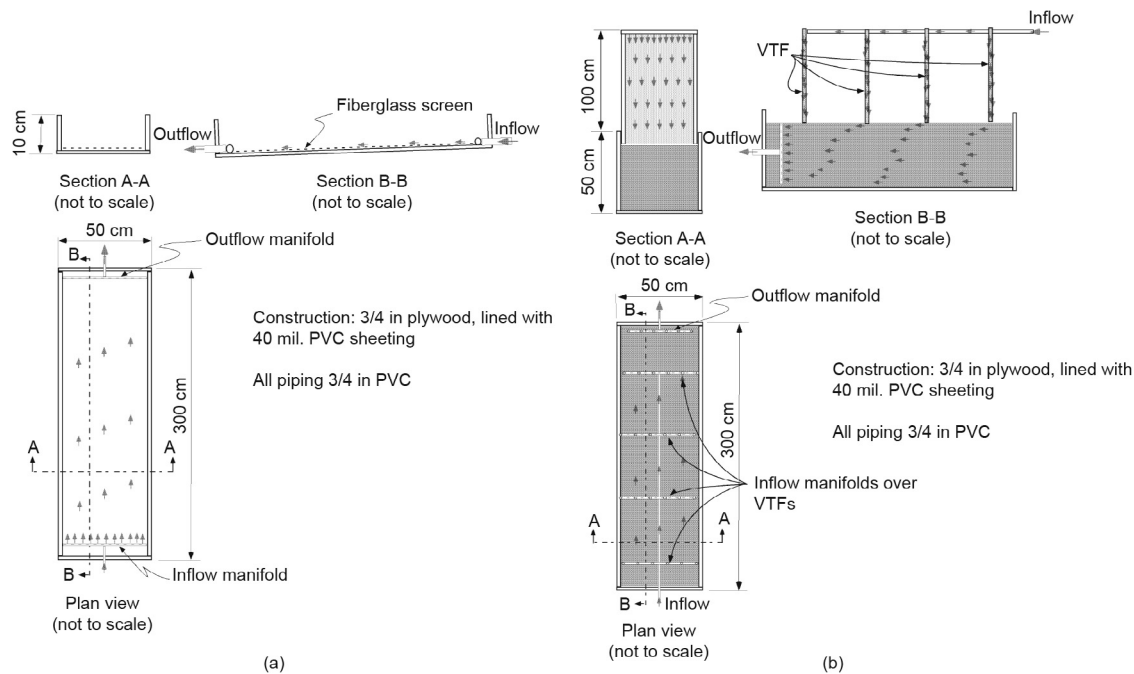 10 cm
Outflow
Fiberglass screen
Inflow
Section A-A
(not to scale)
Section B-B
(not to scale)
50 cm
B
Outflow manifold
Construction: 3/4 in plywood, lined with
40 mil. PVC sheeting
All piping 3/4 in PVC
300 cm
A
A
B
Inflow manifold
Plan view
(not to scale)
(a)
Inflow
VTF
100 cm
50 cm
Outflow
Section A-A
(not to scale)
Section B-B
(not to scale)
50 cm
B
Outflow manifold
Construction: 3/4 in plywood, lined with
40 mil. PVC sheeting
All piping 3/4 in PVC
300 cm
Inflow manifolds over
VTFs
A
A
B
Inflow
Plan view
(not to scale)
(b)